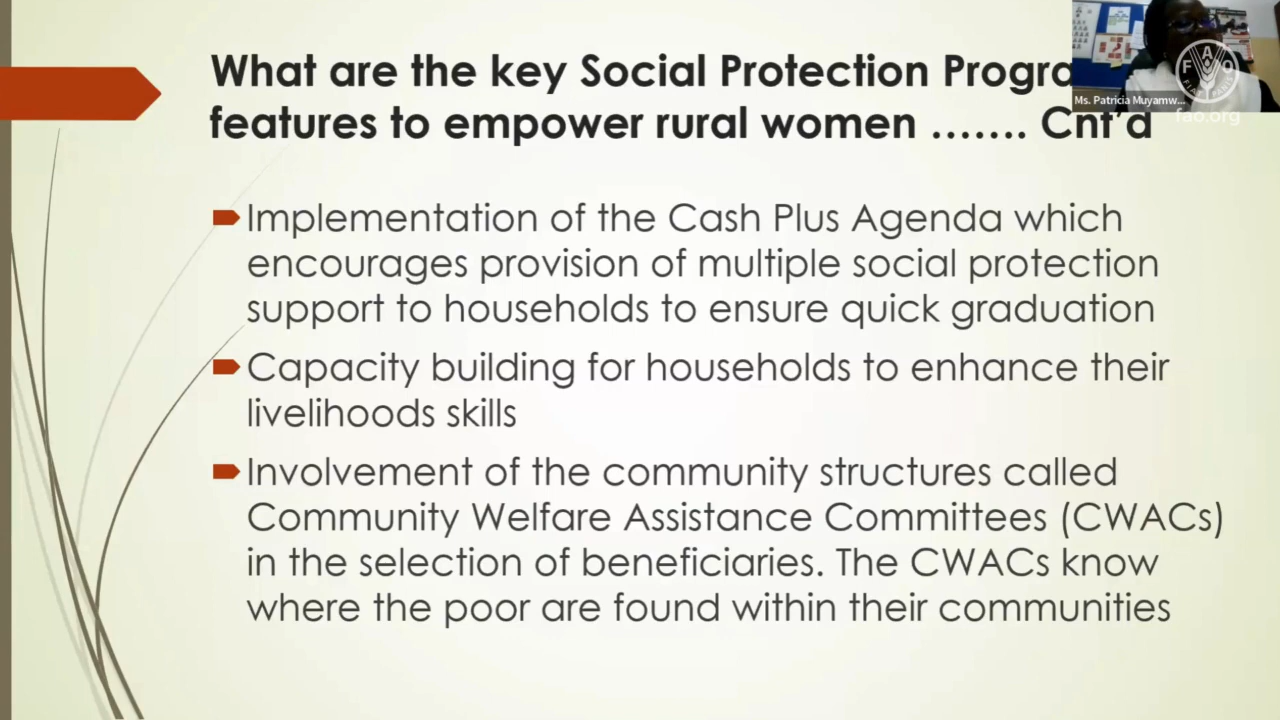 What are the key Social Protection Progra
Ms. Patricia Muyamw...
FAO
fao.org
features to empower rural women ....... Cnt'd
Implementation of the Cash Plus Agenda which
encourages provision of multiple social protection
support to households to ensure quick graduation
Capacity building for households to enhance their
livelihoods skills
Involvement of the community structures called
Community Welfare Assistance Committees (CWACs)
in the selection of beneficiaries. The CWACs know
where the poor are found within their communities